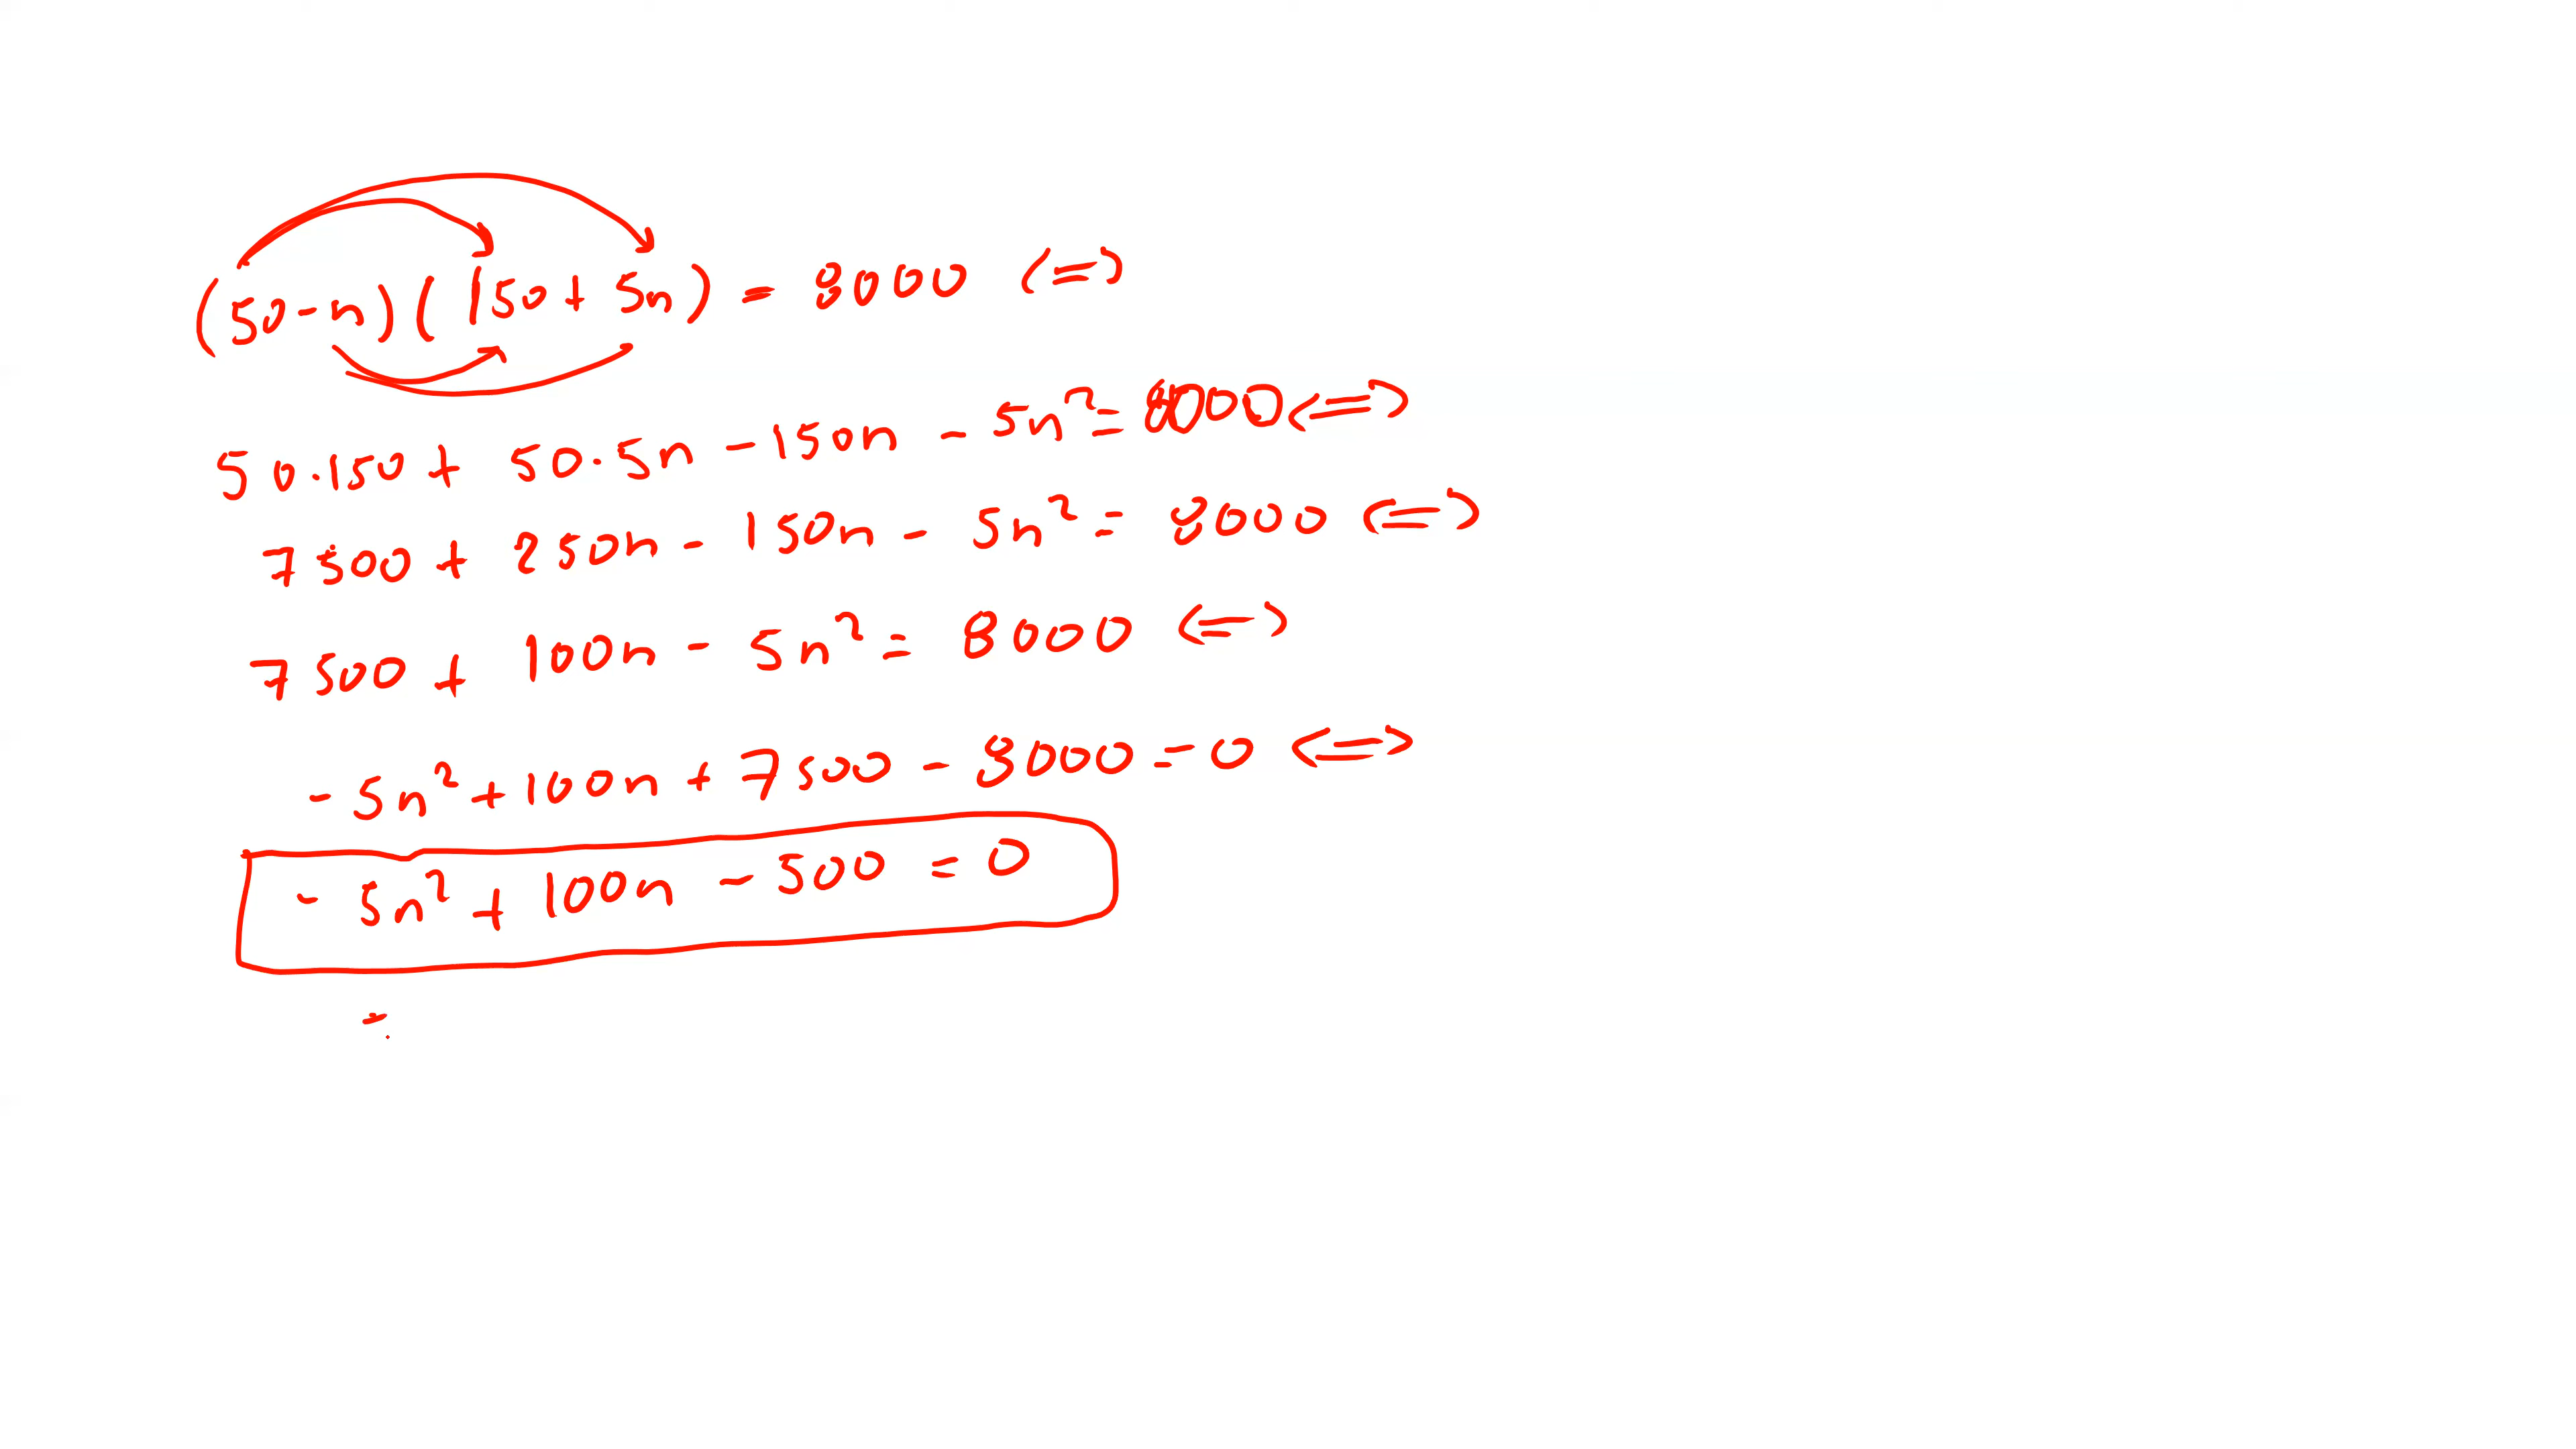 (50-n)(150+5n) = 8000 <=>
50·150 + 50·5n - 150n - 5n² = 8000 <=>
7500 + 250n - 150n - 5n² = 8000 <=>
7500 + 100n - 5n² = 8000 <=>
-5n² + 100n + 7500 - 8000 = 0 <=>
-5n² + 100n - 500 = 0
-